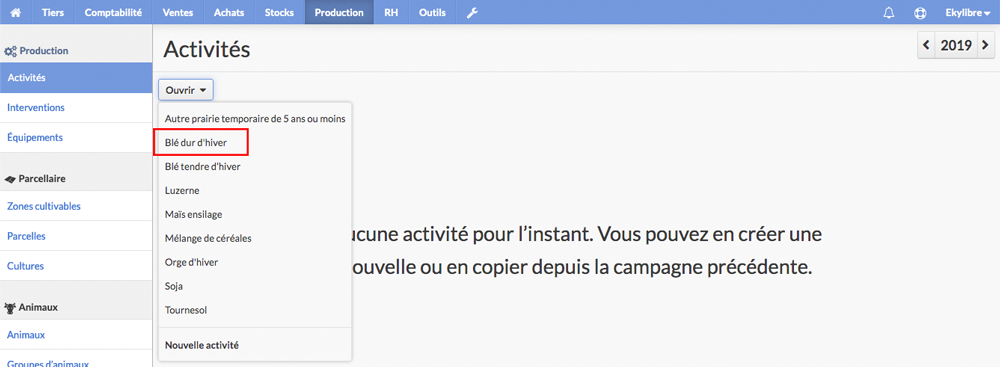 Tiers Comptabilité Ventes Achats Stocks Production RH Outils Ekylibre
Production
Activités
Interventions
Équipements
Parcellaire
Zones cultivables
Parcelles
Cultures
Animaux
Animaux
Groupes d'animaux
Activités
2019
Ouvrir
Autre prairie temporaire de 5 ans ou moins
Blé dur d'hiver
Blé tendre d'hiver
Luzerne
Maïs ensilage
Mélange de céréales
Orge d'hiver
Soja
Tournesol
Nouvelle activité
ucune activité pour l'instant. Vous pouvez en créer une
ouvelle ou en copier depuis la campagne précédente.